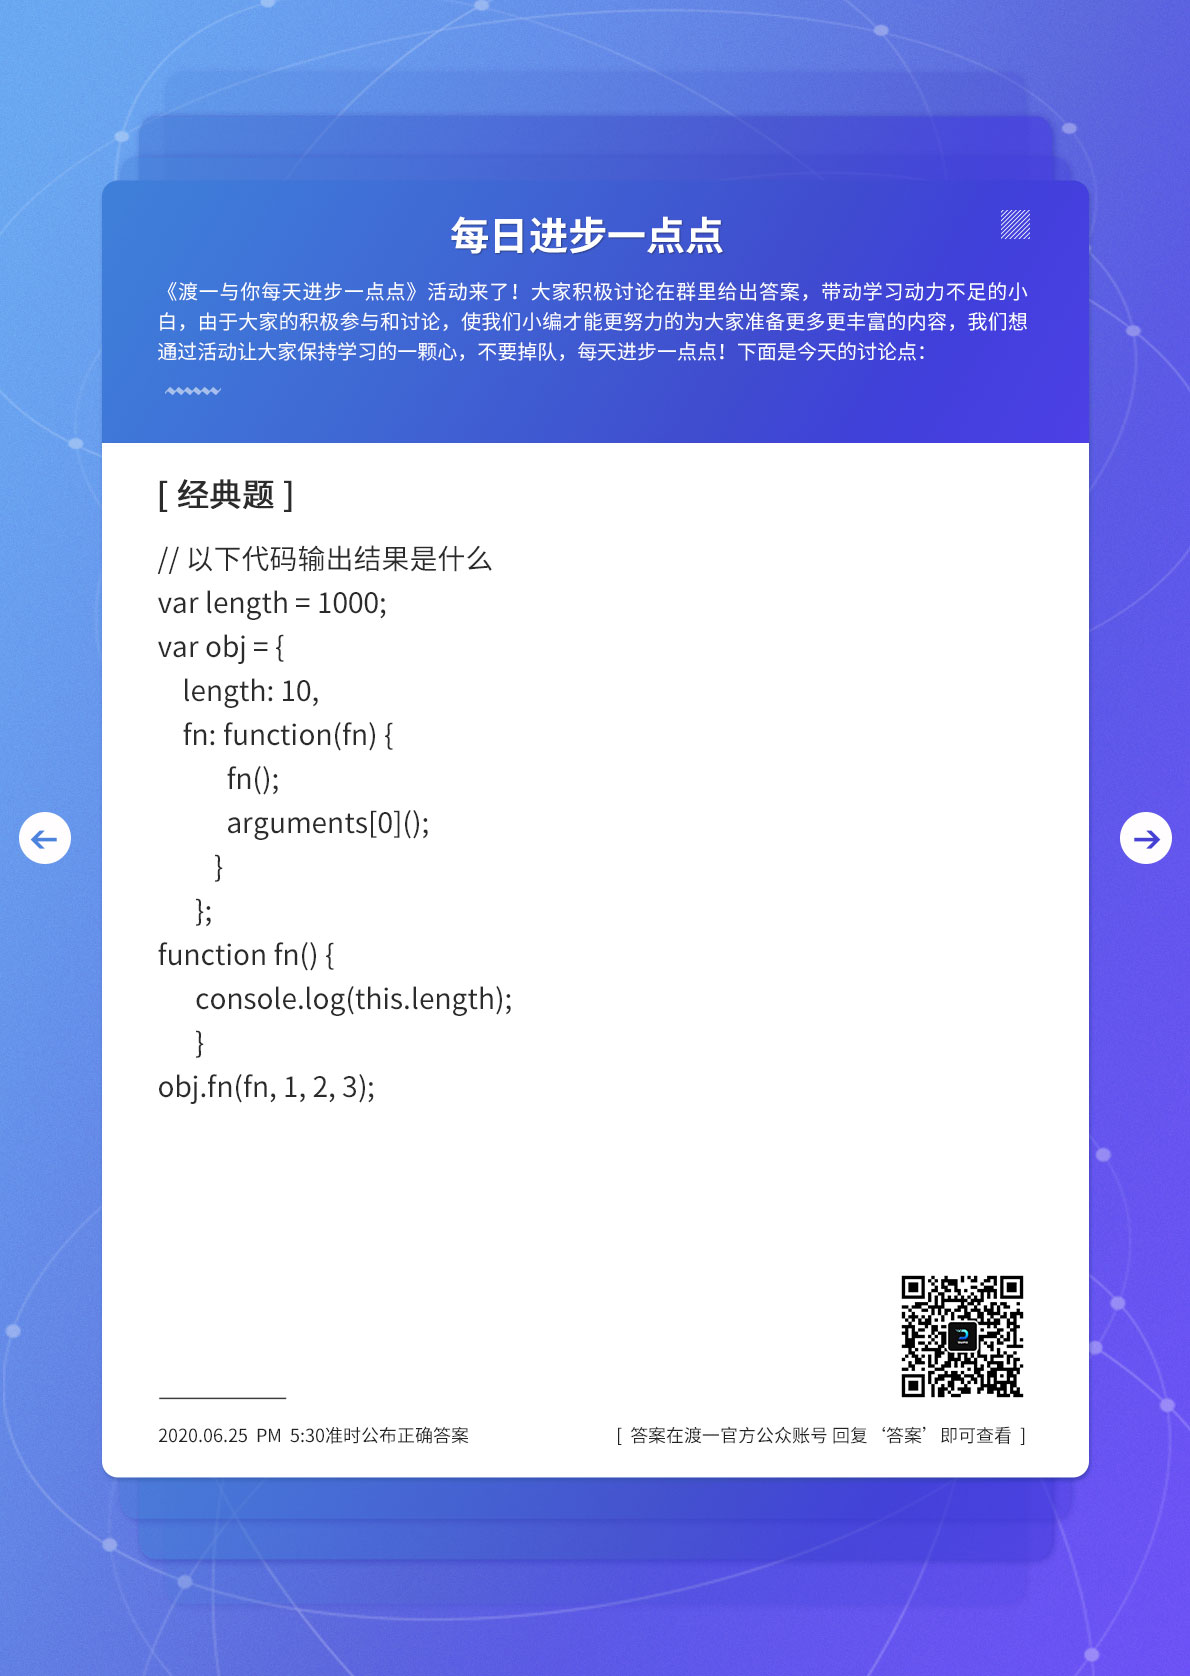 每日进步一点点
《渡一与你每天进步一点点》活动来了！大家积极讨论在群里给出答案，带动学习动力不足的小
白，由于大家的积极参与和讨论，使我们小编才能更努力的为大家准备更多更丰富的内容，我们想
通过活动让大家保持学习的一颗心，不要掉队，每天进步一点点！下面是今天的讨论点：
[ 经典题 ]
// 以下代码输出结果是什么
var length = 1000;
var obj = {
length: 10,
fn: function(fn) {
fn();
arguments[0]();
}
};
function fn() {
console.log(this.length);
}
obj.fn(fn, 1, 2, 3);
2020.06.25 PM 5:30准时公布正确答案
[ 答案在渡一官方公众账号 回复 ‘答案’ 即可查看 ]